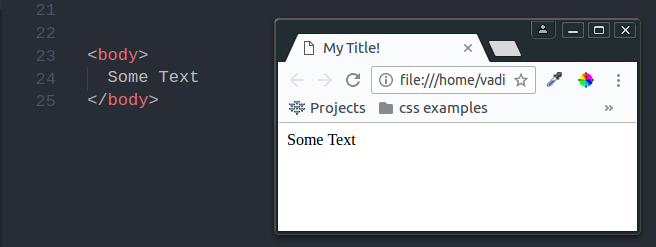 21
22
23 <body>
24 Some Text
25 </body>
My Title!
file:///home/vadi
Projects css examples »
Some Text